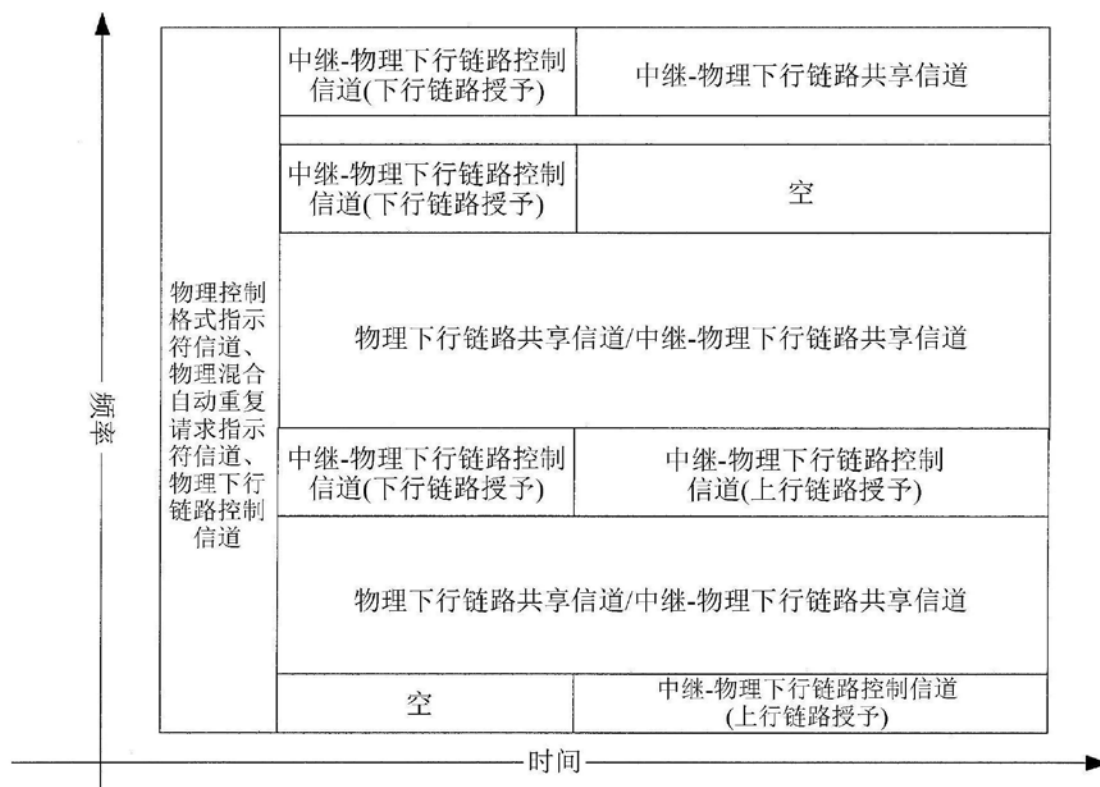 中继-物理下行链路控制
信道(下行链路授予)
中继-物理下行链路共享信道
中继-物理下行链路控制
信道(下行链路授予)
空
物理控制
格式指示
符信道、
物理混合
自动重复
请求指示
符信道、
物理下行
链路控制
信道
物理下行链路共享信道/中继-物理下行链路共享信道
频率
中继-物理下行链路控制
信道(下行链路授予)
中继-物理下行链路控制
信道(上行链路授予)
物理下行链路共享信道/中继-物理下行链路共享信道
空
中继-物理下行链路控制信道
(上行链路授予)
时间